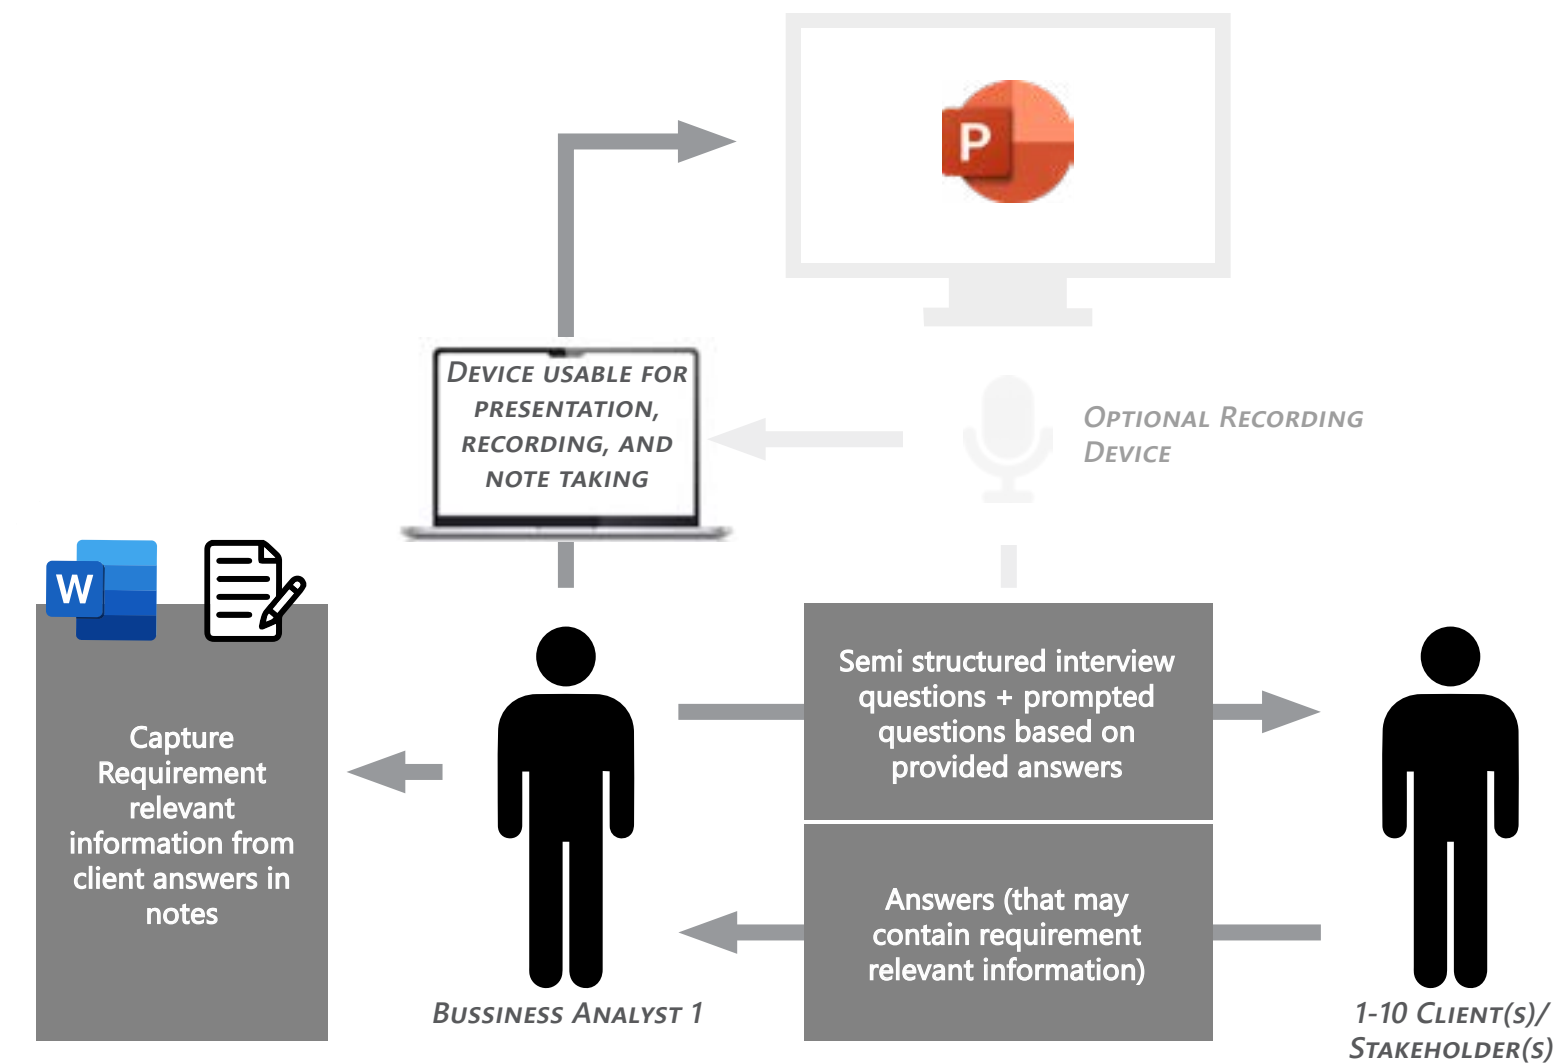 P
DEVICE USABLE FOR
PRESENTATION,
RECORDING, AND
NOTE TAKING
OPTIONAL RECORDING
DEVICE
W
Capture
Requirement
relevant
information from
client answers in
notes
Semi structured interview
questions + prompted
questions based on
provided answers
Answers (that may
contain requirement
relevant information)
BUSSINESS ANALYST 1
1-10 CLIENT(S)/
STAKEHOLDER(S)